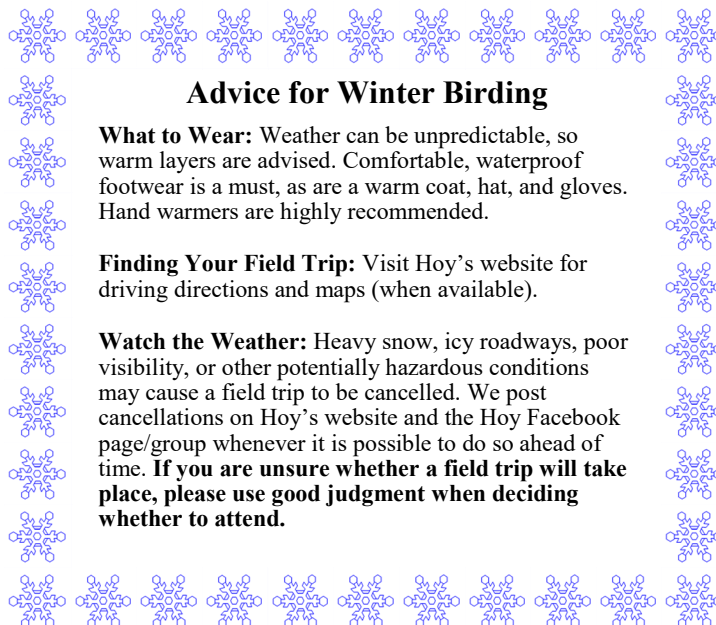 Advice for Winter Birding
What to Wear: Weather can be unpredictable, so
warm layers are advised. Comfortable, waterproof
footwear is a must, as are a warm coat, hat, and gloves.
Hand warmers are highly recommended.
Finding Your Field Trip: Visit Hoy’s website for
driving directions and maps (when available).
Watch the Weather: Heavy snow, icy roadways, poor
visibility, or other potentially hazardous conditions
may cause a field trip to be cancelled. We post
cancellations on Hoy’s website and the Hoy Facebook
page/group whenever it is possible to do so ahead of
time. If you are unsure whether a field trip will take
place, please use good judgment when deciding
whether to attend.